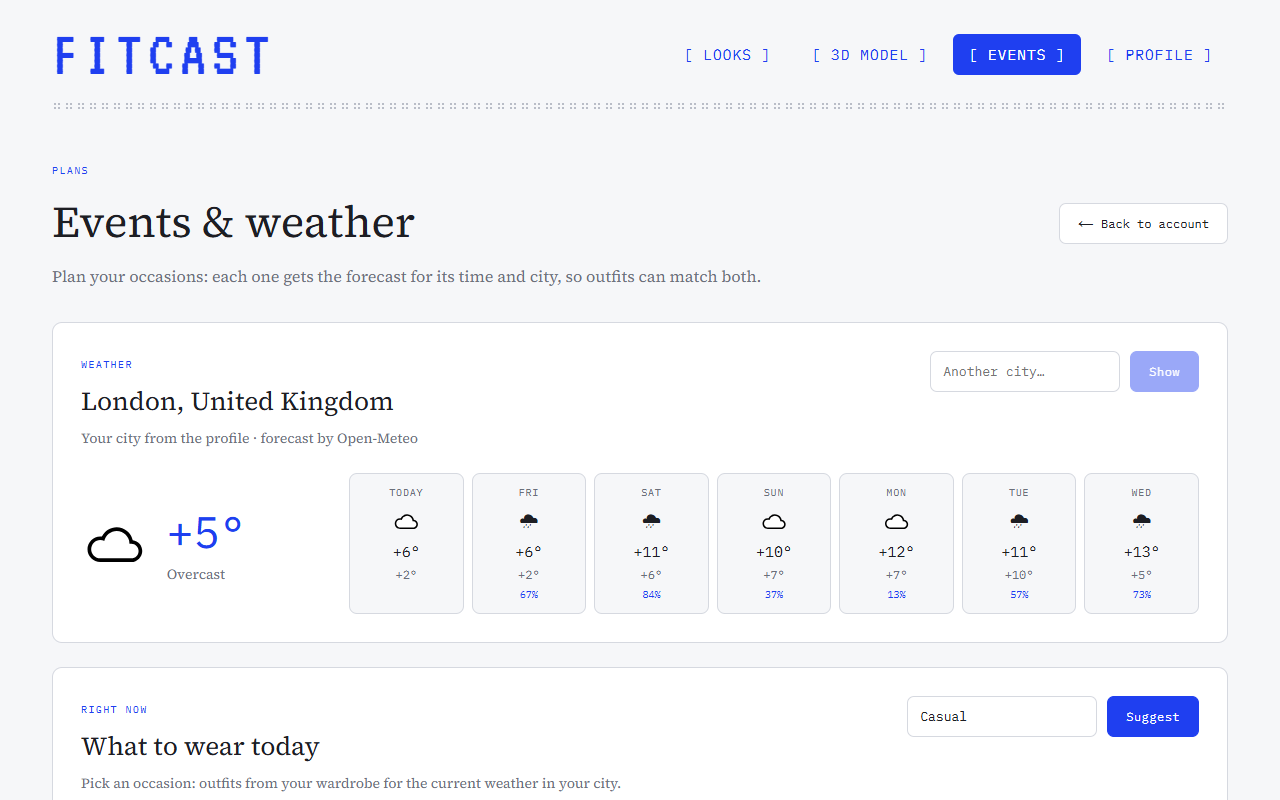 FITCAST
[ LOOKS ] [ 3D MODEL ] [ EVENTS ] [ PROFILE ]
PLANS
Events & weather
← Back to account
Plan your occasions: each one gets the forecast for its time and city, so outfits can match both.
WEATHER
Another city…
Show
London, United Kingdom
Your city from the profile · forecast by Open-Meteo
+5°
Overcast
TODAY
+6°
+2°
FRI
+6°
+2°
67%
SAT
+11°
+6°
84%
SUN
+10°
+7°
37%
MON
+12°
+7°
13%
TUE
+11°
+10°
57%
WED
+13°
+5°
73%
RIGHT NOW
Casual
Suggest
What to wear today
Pick an occasion: outfits from your wardrobe for the current weather in your city.